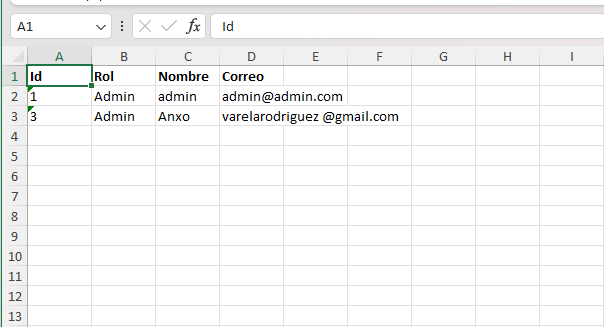 A1
fx
Id
A B C D E F G H I
1 Id Rol Nombre Correo
2 1 Admin admin admin@admin.com
3 3 Admin Anxo varelarodriguez @gmail.com
4
5
6
7
8
9
10
11
12
13